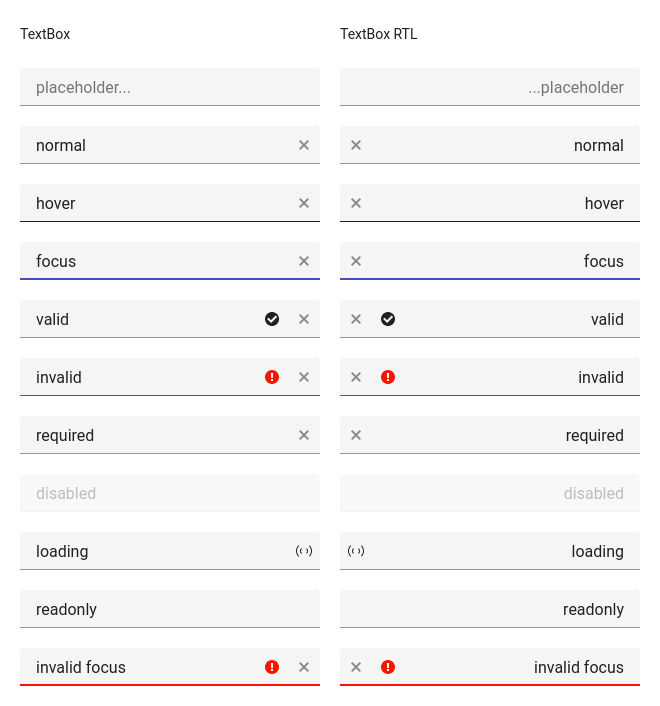 TextBox
TextBox RTL
placeholder...
...placeholder
normal
normal
hover
hover
focus
focus
valid
valid
invalid
invalid
required
required
disabled
disabled
loading
loading
readonly
readonly
invalid focus
invalid focus